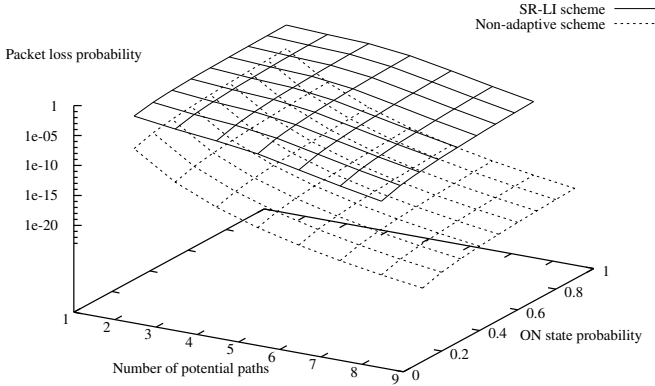 SR-LI scheme
Non-adaptive scheme
Packet loss probability
1
1e-05
1e-10
1e-15
1e-20
1
2
3
4
5
6
7
8
9
Number of potential paths
0
0.2
0.4
0.6
0.8
1
ON state probability